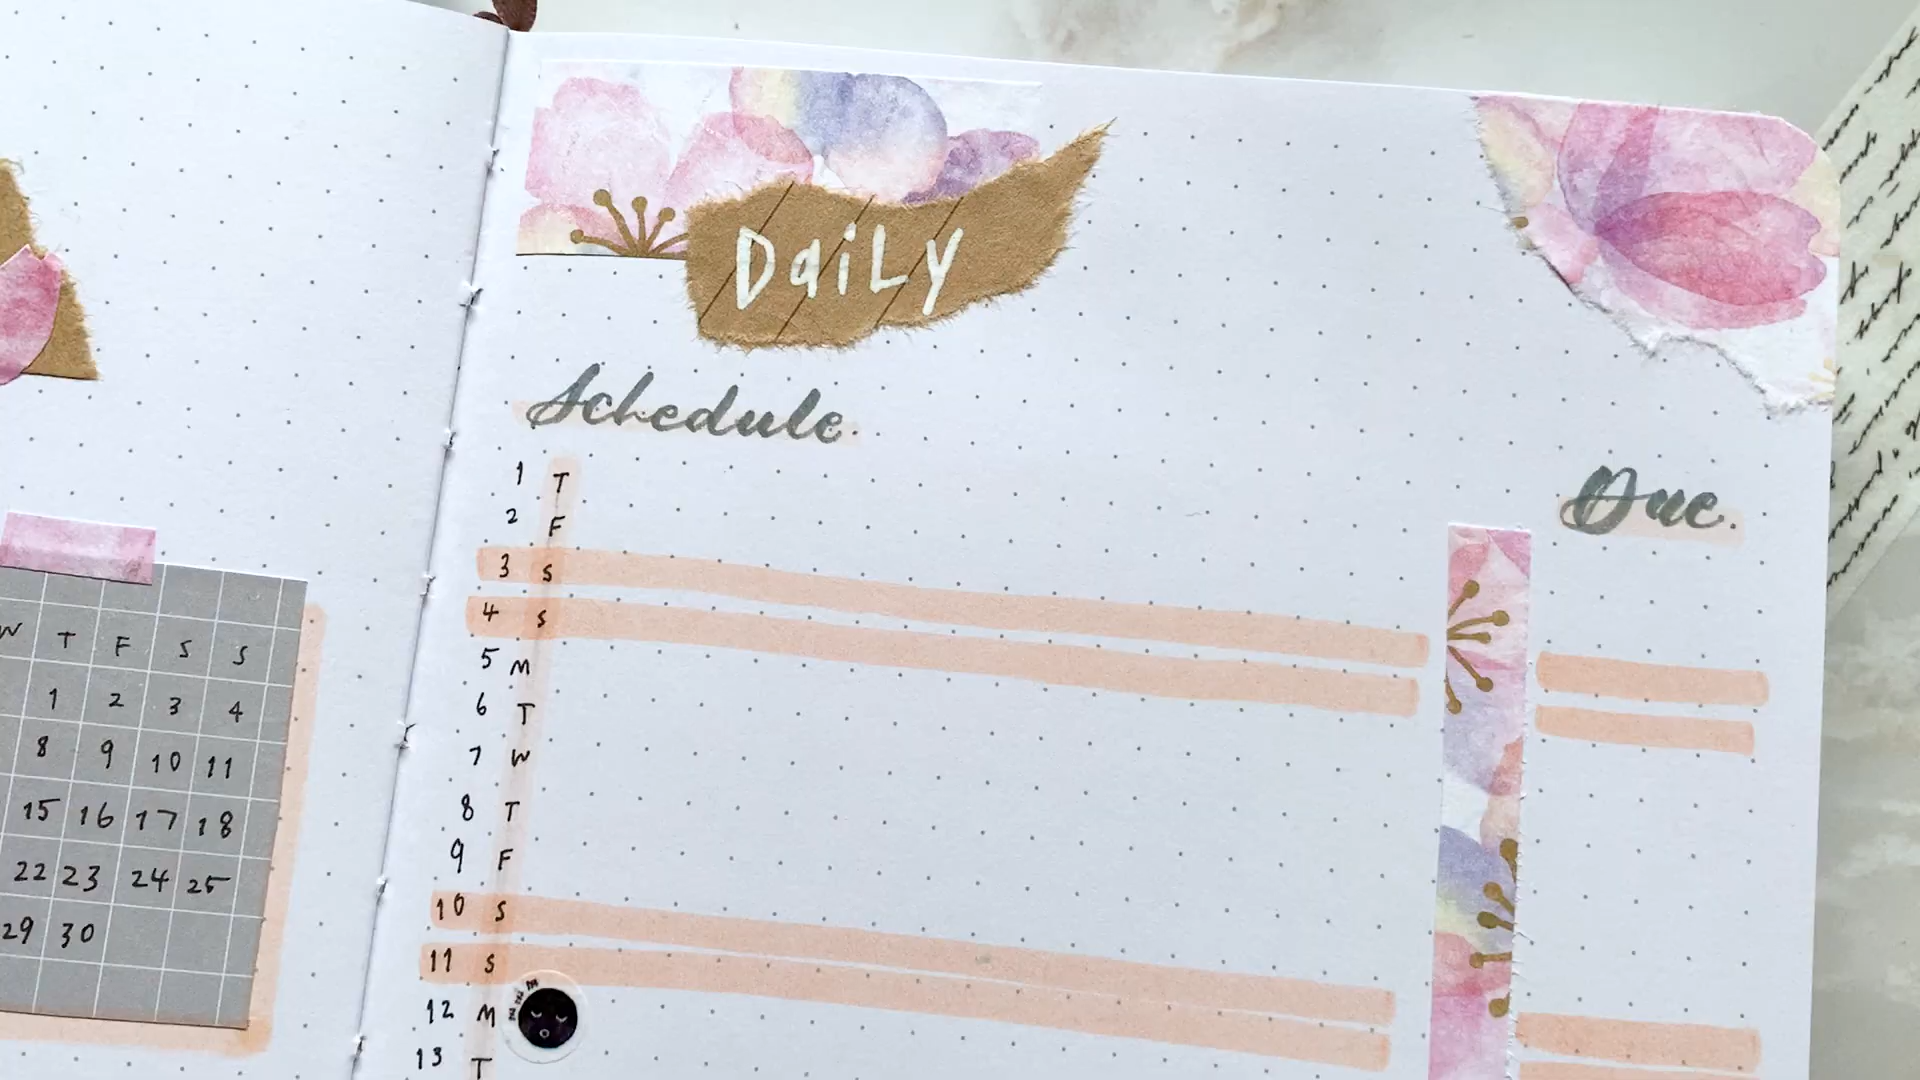 W T F S S
1 2 3 4
8 9 10 11
15 16 17 18
22 23 24 25
29 30
DaiLy
Schedule.
Due.
1 T
2 F
3 S
4 S
5 M
6 T
7 W
8 T
9 F
10 S
11 S
12 M
13 T